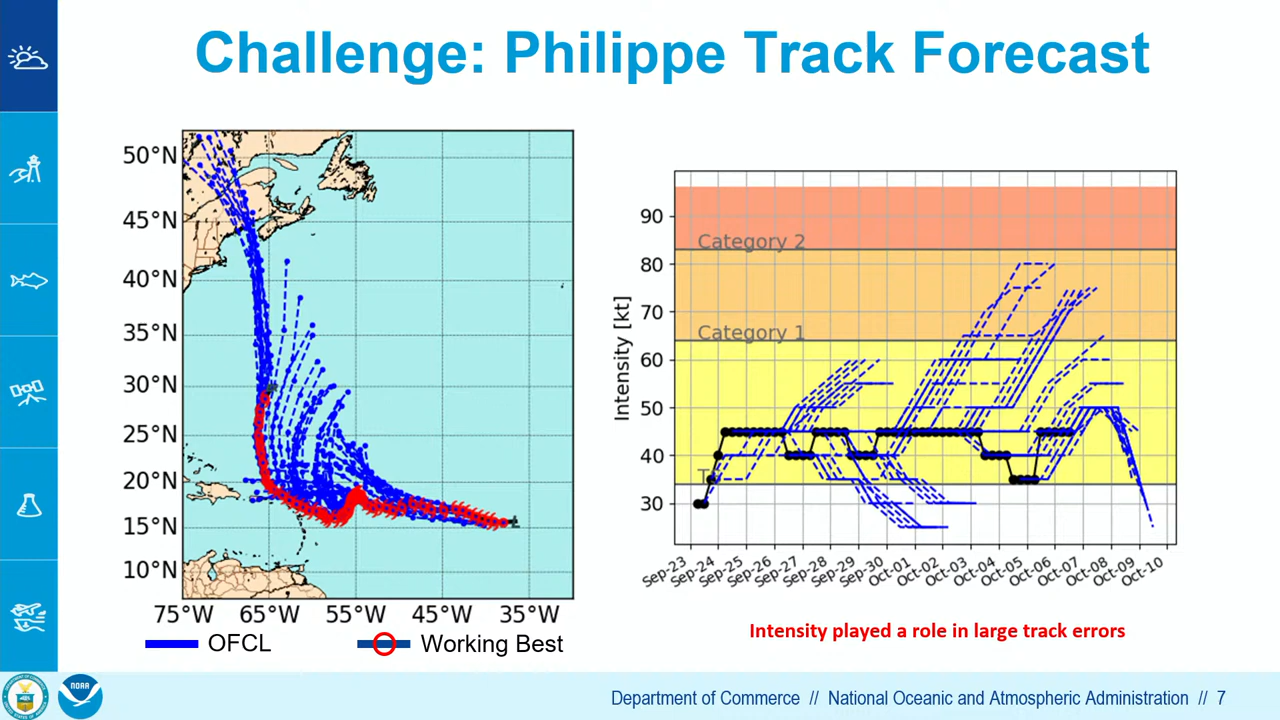 Challenge: Philippe Track Forecast
50°N
45°N
40°N
35°N
30°N
25°N
20°N
15°N
10°N
75°W 65°W 55°W 45°W 35°W
OFCL
Working Best
Intensity [kt]
90
80
70
60
50
40
30
Category 2
Category 1
Sep-23 Sep-24 Sep-25 Sep-26 Sep-27 Sep-28 Sep-29 Sep-30 Oct-01 Oct-02 Oct-03 Oct-04 Oct-05 Oct-06 Oct-07 Oct-08 Oct-09 Oct-10
Intensity played a role in large track errors
NOAA
Department of Commerce // National Oceanic and Atmospheric Administration // 7